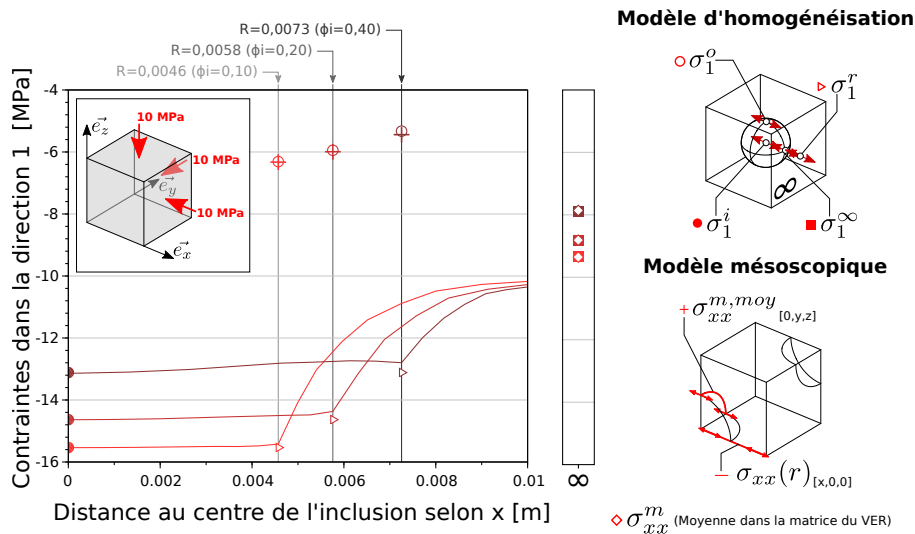 R=0,0073 (ϕi=0,40)
R=0,0058 (ϕi=0,20)
R=0,0046 (ϕi=0,10)
Contraintes dans la direction 1 [MPa]
-4
-6
-8
-10
-12
-14
-16
10 MPa
10 MPa
10 MPa
e_z
e_y
e_x
0
0.002
0.004
0.006
0.008
0.01
∞
Distance au centre de l'inclusion selon x [m]
Modèle d'homogénéisation
σ_1^o
σ_1^r
∞
σ_1^i
σ_1^∞
Modèle mésoscopique
+ σ_xx^{m,moy} [0,y,z]
— σ_xx(r) [x,0,0]
σ_xx^m (Moyenne dans la matrice du VER)